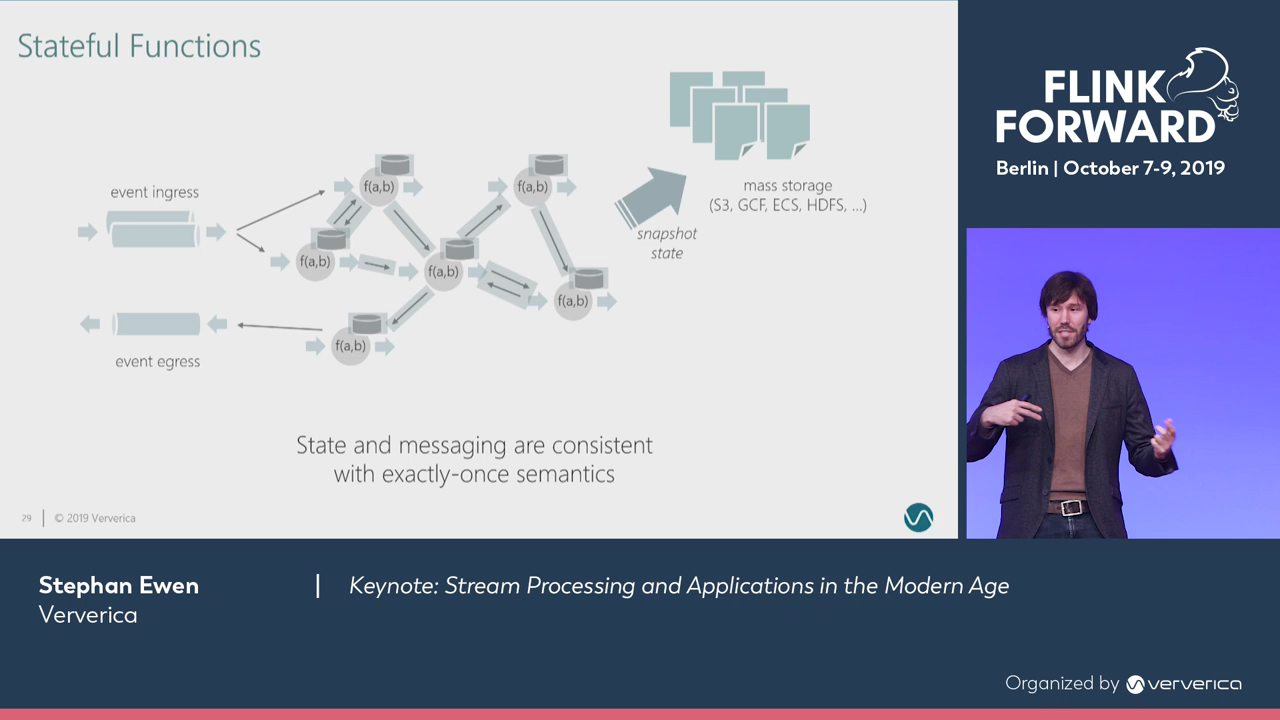 Stateful Functions
event ingress
f(a,b)
f(a,b)
f(a,b)
f(a,b)
f(a,b)
f(a,b)
event egress
mass storage
(S3, GCF, ECS, HDFS, ...)
snapshot
state
State and messaging are consistent
with exactly-once semantics
29 | © 2019 Ververica
FLINK
FORWARD
Berlin | October 7-9, 2019
Stephan Ewen | Keynote: Stream Processing and Applications in the Modern Age
Ververica
Organized by ververica